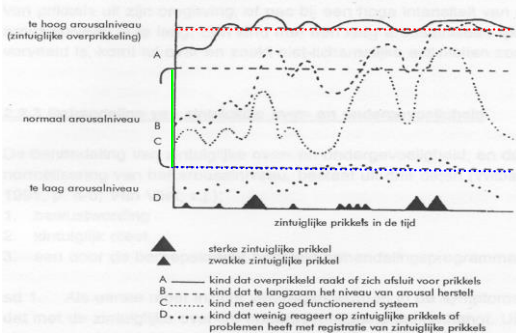 te hoog arousalniveau
(zintuiglijke overprikkeling)
A
normaal arousalniveau
B
C
te laag arousalniveau
D
zintuiglijke prikkels in de tijd
sterke zintuiglijke prikkel
zwakke zintuiglijke prikkel
A kind dat overprikkeld raakt of zich afsluit voor prikkels
B kind dat te langzaam het niveau van arousal herstelt
C kind met een goed functionerend systeem
D kind dat weinig reageert op zintuiglijke prikkels of
problemen heeft met registratie van zintuiglijke prikkels